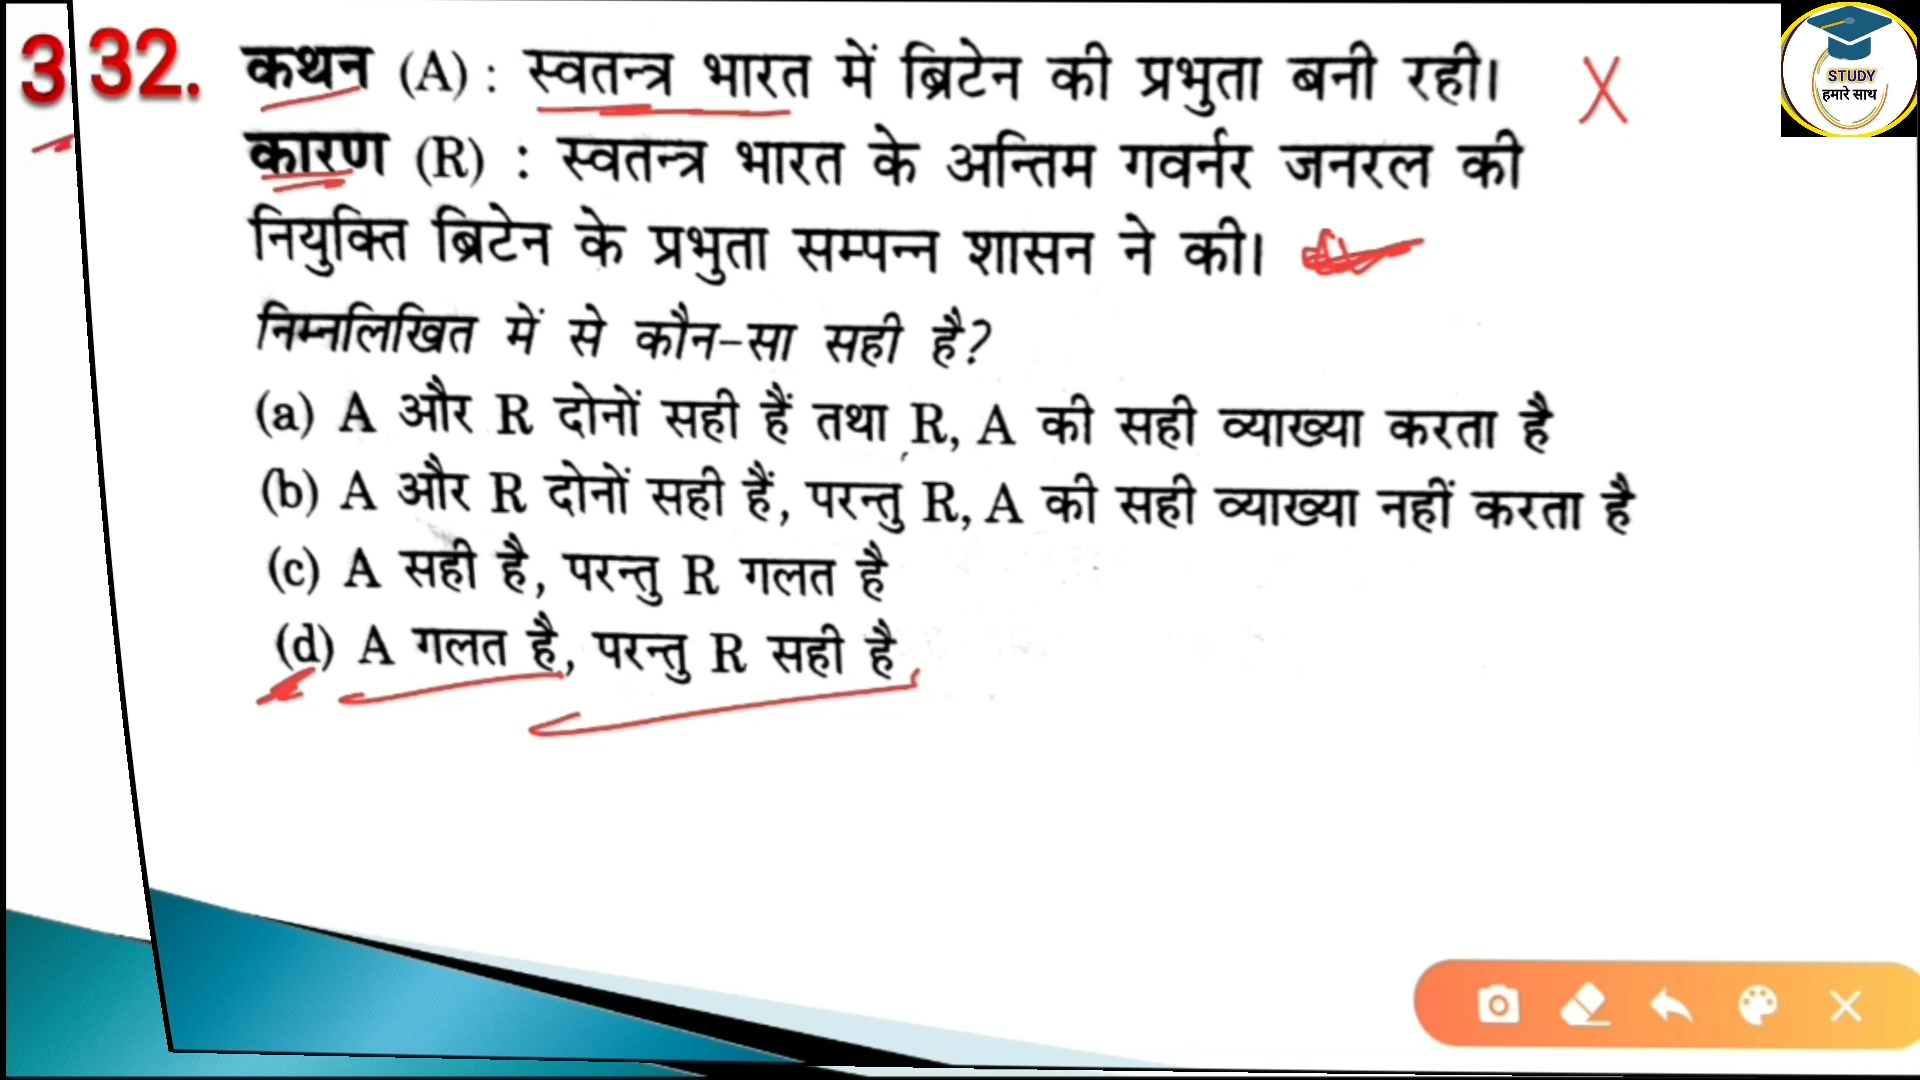 3 32. कथन (A) : स्वतन्त्र भारत में ब्रिटेन की प्रभुता बनी रही।
कारण (R) : स्वतन्त्र भारत के अन्तिम गवर्नर जनरल की
नियुक्ति ब्रिटेन के प्रभुता सम्पन्न शासन ने की।
निम्नलिखित में से कौन-सा सही है?
(a) A और R दोनों सही हैं तथा R, A की सही व्याख्या करता है
(b) A और R दोनों सही हैं, परन्तु R, A की सही व्याख्या नहीं करता है
(c) A सही है, परन्तु R गलत है
(d) A गलत है, परन्तु R सही है
STUDY
हमारे साथ